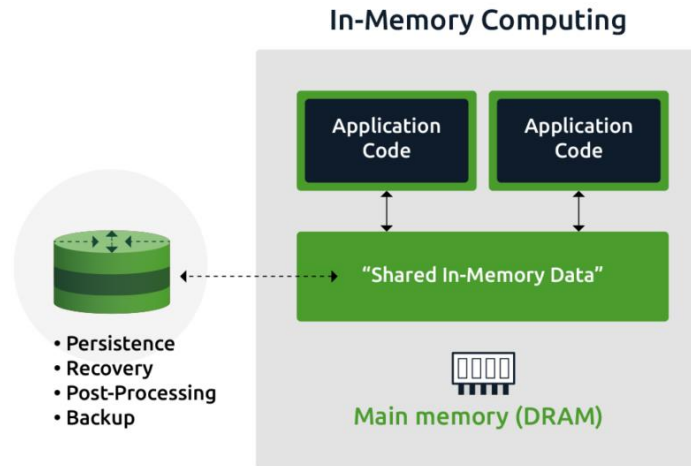 In-Memory Computing
Application
Code
Application
Code
“Shared In-Memory Data”
• Persistence
• Recovery
• Post-Processing
• Backup
Main memory (DRAM)